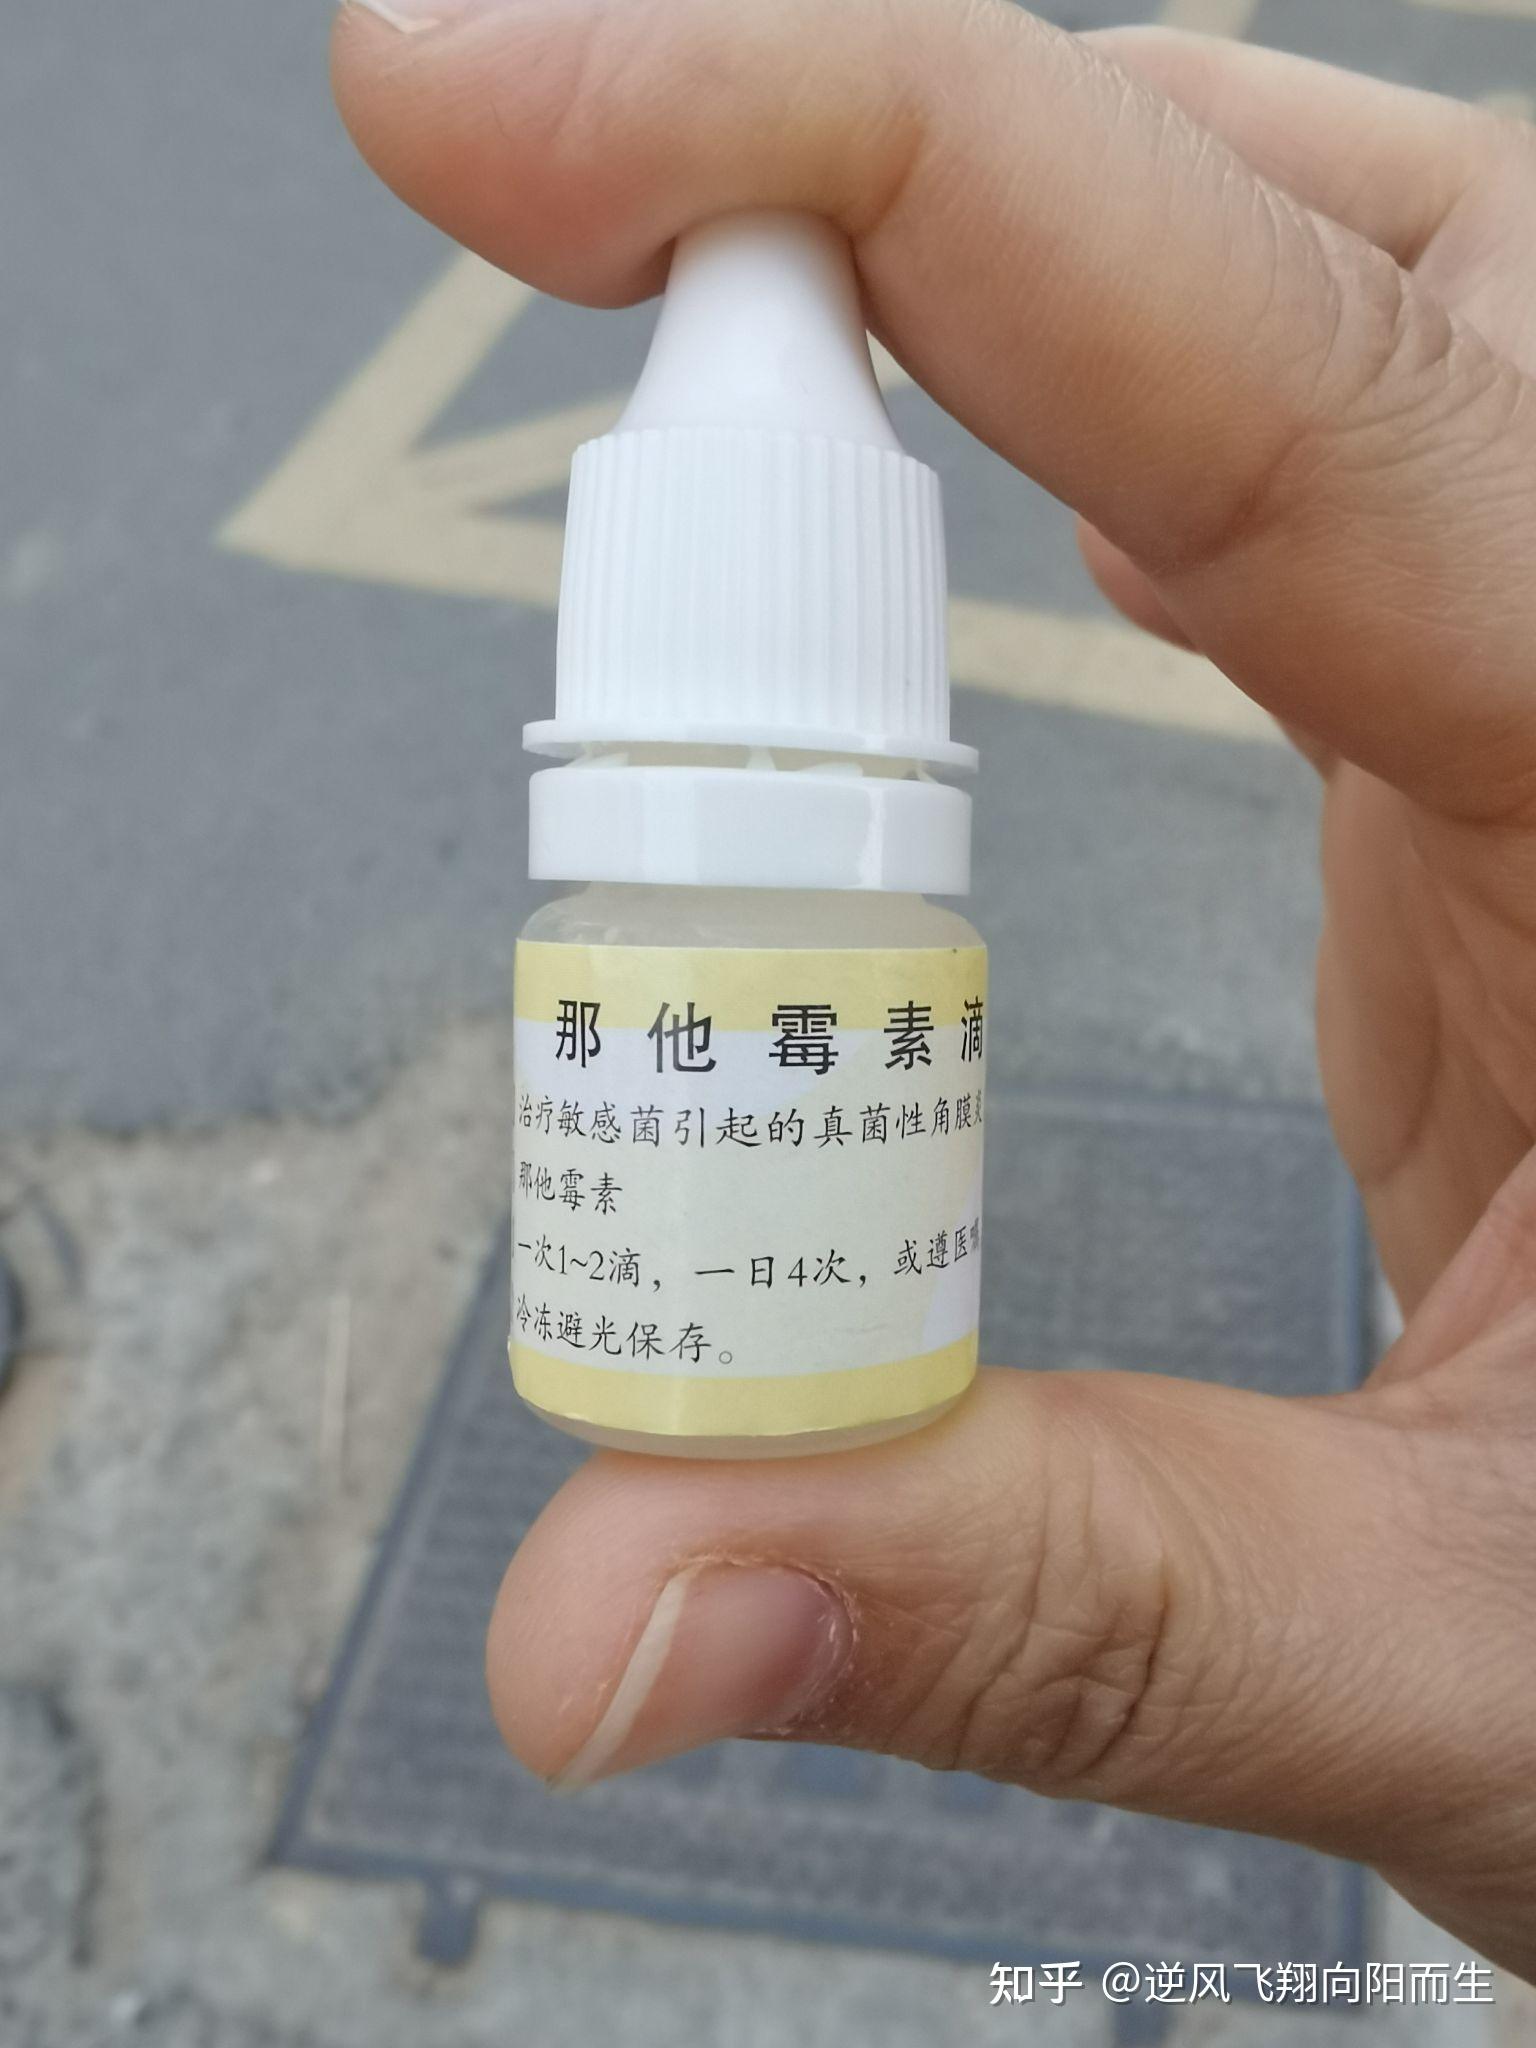 那他霉素滴
治疗敏感菌引起的真菌性角膜炎
那他霉素
一次1~2滴，一日4次，或遵医嘱
冷冻避光保存。
知乎 @逆风飞翔向阳而生